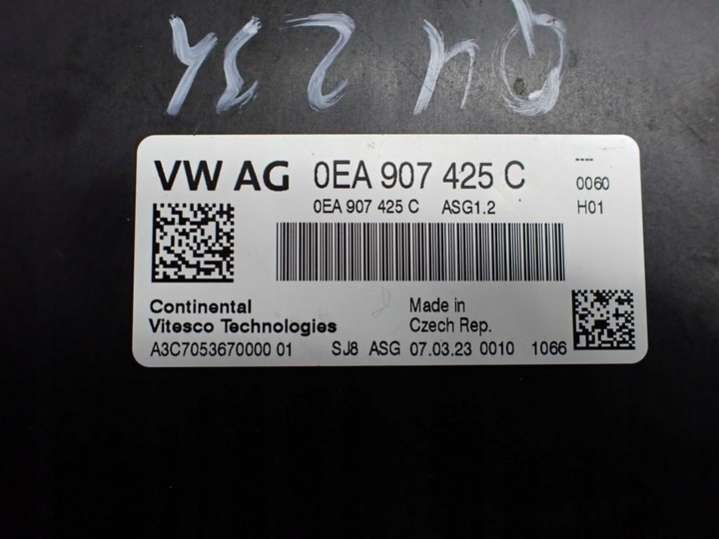 VW AG 0EA 907 425 C ----
0EA 907 425 C ASG1.2 0060
H01
Continental Made in
Vitesco Technologies Czech Rep.
A3C7053670000 01 SJ8 ASG 07.03.23 0010 1066